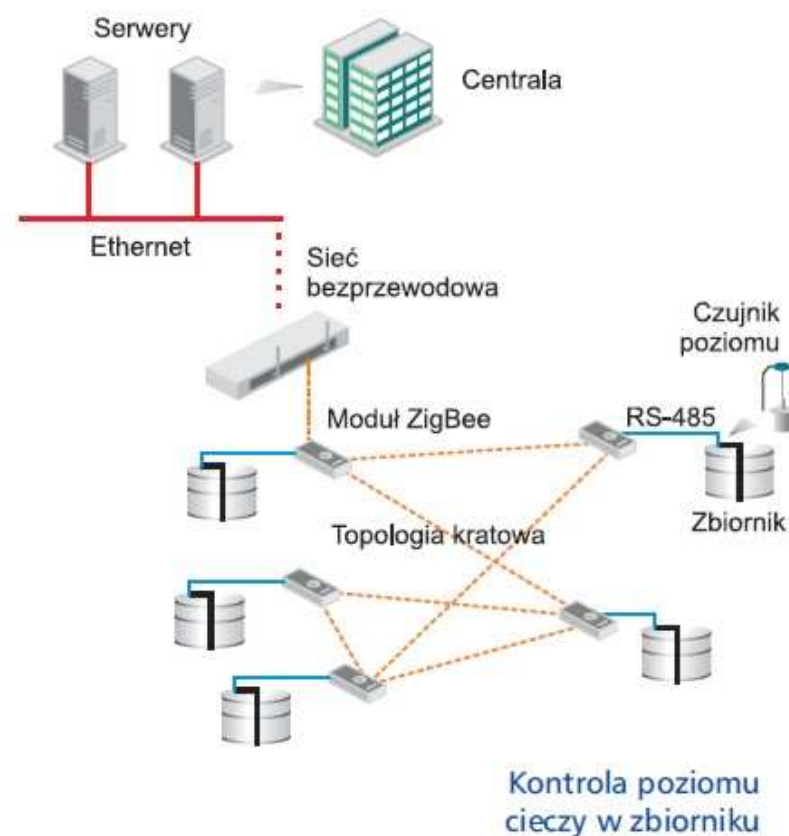 Serwery
Centrala
Ethernet
Sieć
bezprzewodowa
Czujnik
poziomu
Moduł ZigBee
RS-485
Zbiornik
Topologia kratowa
Kontrola poziomu
cieczy w zbiorniku